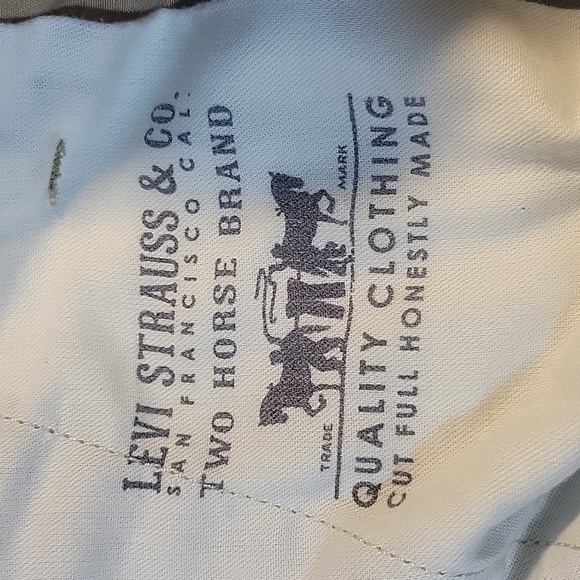 LEVI STRAUSS & CO.
SAN FRANCISCO CAL.
TWO HORSE BRAND
TRADE MARK
QUALITY CLOTHING
CUT FULL HONESTLY MADE